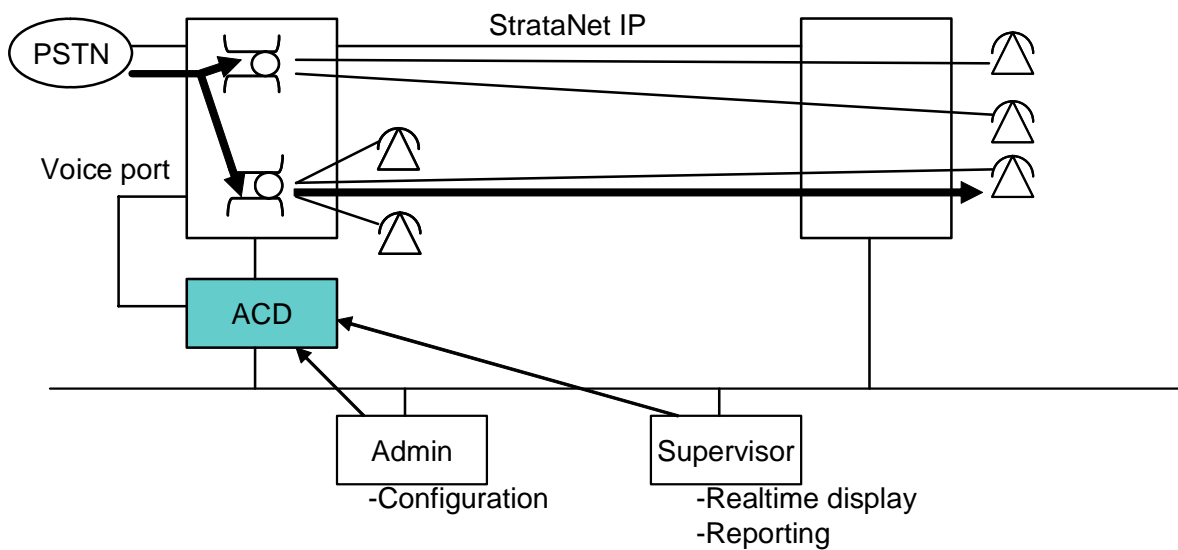 StrataNet IP
PSTN
Voice port
ACD
Admin
Supervisor
-Configuration
-Realtime display
-Reporting